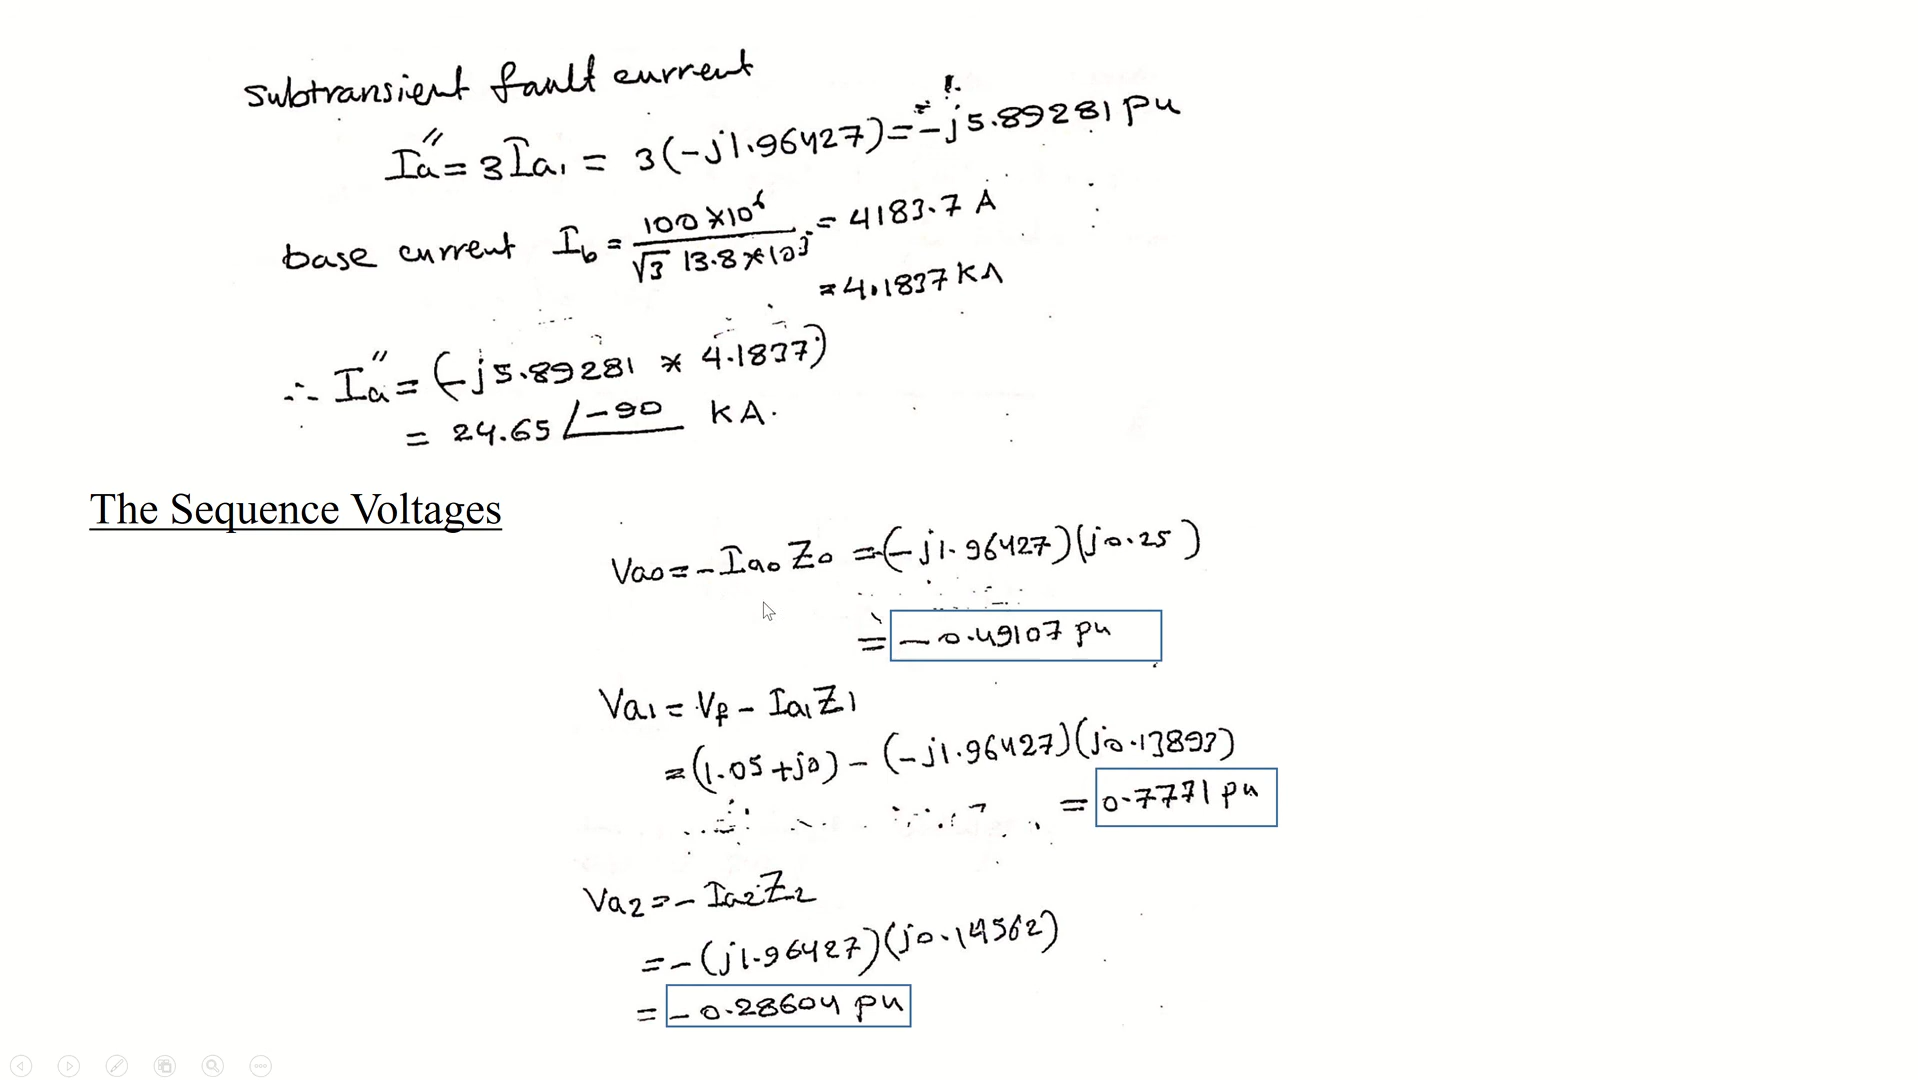 Subtransient fault current
Ia" = 3Ia1 = 3(-j1.96427) = -j5.89281 pu
base current Ib = 100 *10^6 / √3 13.8 *10^3 = 4183.7 A
= 4.1837 KA
∴ Ia" = (-j5.89281 * 4.1837)
= 24.65 ∠-90 KA.
The Sequence Voltages
Va0 = - Ia0 Z0 = -(-j1.96427)(j0.25)
= -0.49107 pu
Va1 = Vf - Ia1 Z1
= (1.05 + j0) - (-j1.96427)(j0.13893)
= 0.7771 pu
Va2 = - Ia2 Z2
= -(j1.96427)(j0.14562)
= -0.28604 pu